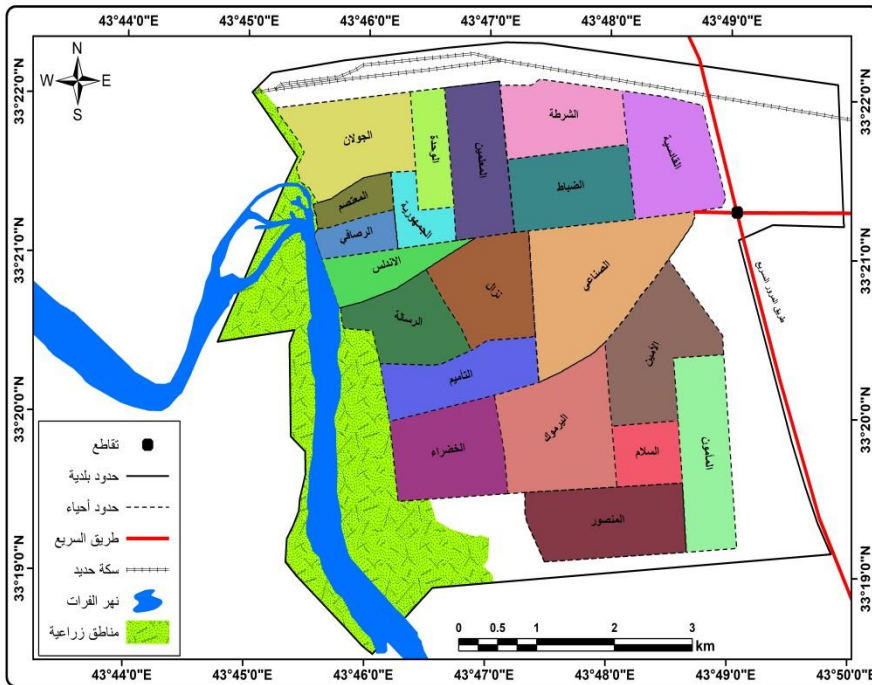 43°44'0"E
43°45'0"E
43°46'0"E
43°47'0"E
43°48'0"E
43°49'0"E
N
W E
S
33°22'0"N
33°22'0"N
الشرطة
الجولان
الوحدة
المعلمين
القادسية
الضباط
المعتصم
الجمهورية
الرصافي
33°21'0"N
33°21'0"N
الاندلس
الصناعي
نزال
طريق المرور السريع
الرسالة
الأمين
التأميم
33°20'0"N
33°20'0"N
اليرموك
الخضراء
السلام
المأمون
المنصور
33°19'0"N
33°19'0"N
تقاطع
حدود بلدية
حدود أحياء
طريق السريع
سكة حديد
نهر الفرات
مناطق زراعية
0 0.5 1 2 3
km
43°44'0"E
43°45'0"E
43°46'0"E
43°47'0"E
43°48'0"E
43°49'0"E
43°50'0"E